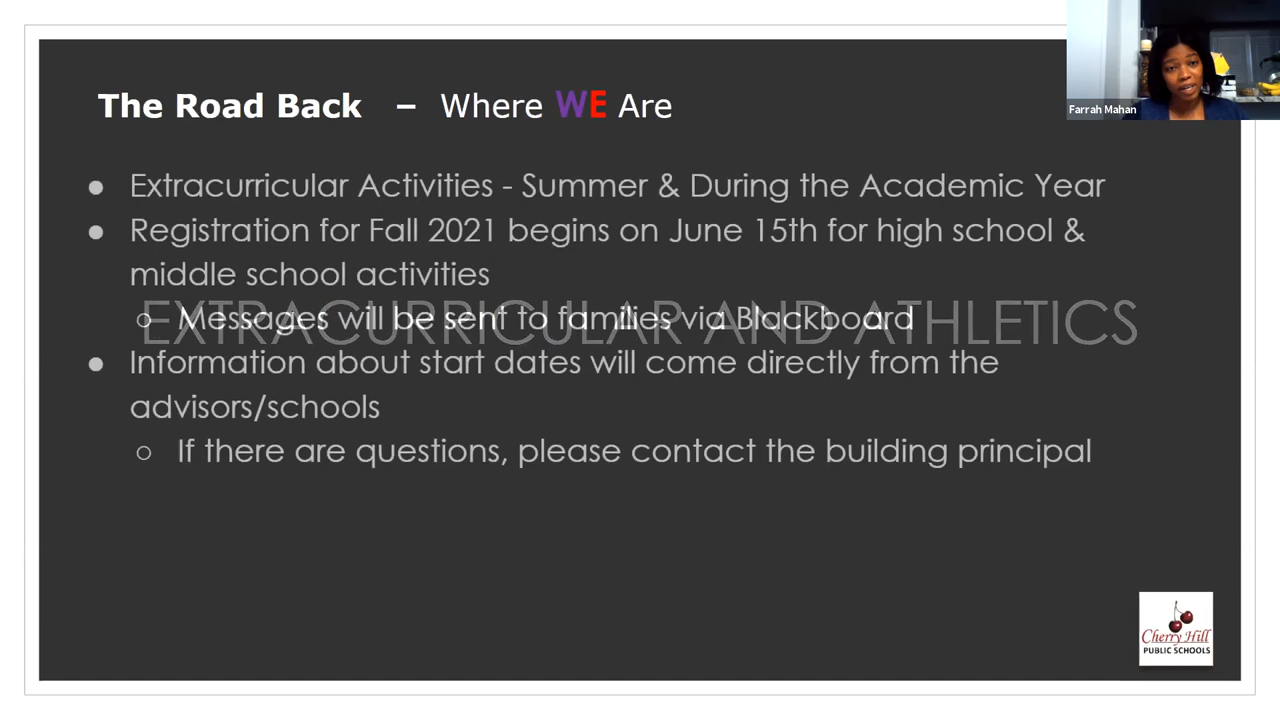 Farrah Mahan
The Road Back – Where WE Are
● Extracurricular Activities - Summer & During the Academic Year
● Registration for Fall 2021 begins on June 15th for high school &
middle school activities
○ Messages will be sent to families via Blackboard
EXTRACURRICULAR AND ATHLETICS
● Information about start dates will come directly from the
advisors/schools
○ If there are questions, please contact the building principal
Cherry Hill
PUBLIC SCHOOLS